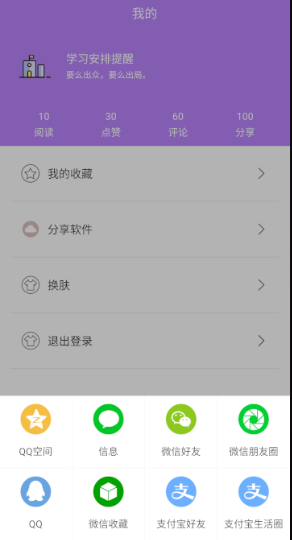 我的
学习安排提醒
要么出众，要么出局。
10 30 60 100
阅读 点赞 评论 分享
我的收藏
分享软件
换肤
退出登录
QQ空间 信息 微信好友 微信朋友圈
QQ 微信收藏 支付宝好友 支付宝生活圈